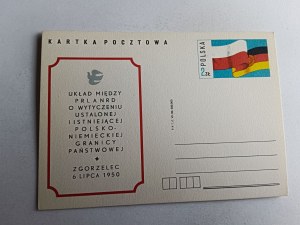 KARTKA POCZTOWA
POLSKA
UKŁAD MIĘDZY
PRL A NRD
O WYTYCZENIU
USTALONEJ
I ISTNIEJĄCEJ
POLSKO-
NIEMIECKIEJ
GRANICY
PAŃSTWOWEJ
ZGORZELEC
6 LIPCA 1950